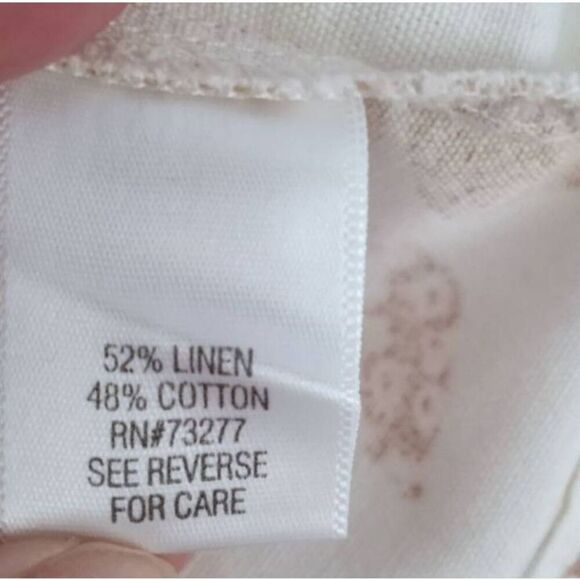 52% LINEN
48% COTTON
RN#73277
SEE REVERSE
FOR CARE